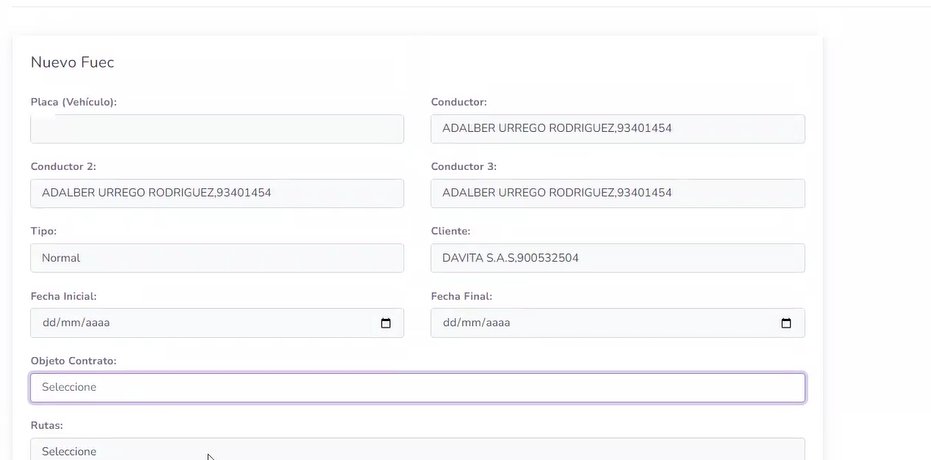 Nuevo Fuec
Placa (Vehículo):
Conductor:
ADALBER URREGO RODRIGUEZ,93401454
Conductor 2:
Conductor 3:
ADALBER URREGO RODRIGUEZ,93401454
ADALBER URREGO RODRIGUEZ,93401454
Tipo:
Cliente:
Normal
DAVITA S.A.S,900532504
Fecha Inicial:
Fecha Final:
dd/mm/aaaa
dd/mm/aaaa
Objeto Contrato:
Seleccione
Rutas:
Seleccione